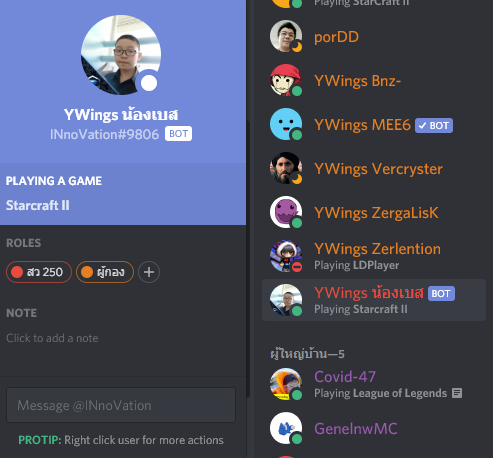 YWings น้องเบส
INnoVation#9806 BOT
PLAYING A GAME
Starcraft II
ROLES
สว 250 ผู้กอง +
NOTE
Click to add a note
Message @INnoVation
PROTIP: Right click user for more actions
Playing StarCraft II
porDD
YWings Bnz-
YWings MEE6 BOT
YWings Vercryster
YWings ZergaLisK
YWings Zerlention
Playing LDPlayer
YWings น้องเบส BOT
Playing Starcraft II
ผู้ใหญ่บ้าน—5
Covid-47
Playing League of Legends
GenelnwMC